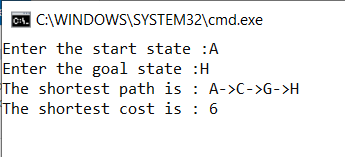 C:\WINDOWS\SYSTEM32\cmd.exe
Enter the start state :A
Enter the goal state :H
The shortest path is : A->C->G->H
The shortest cost is : 6